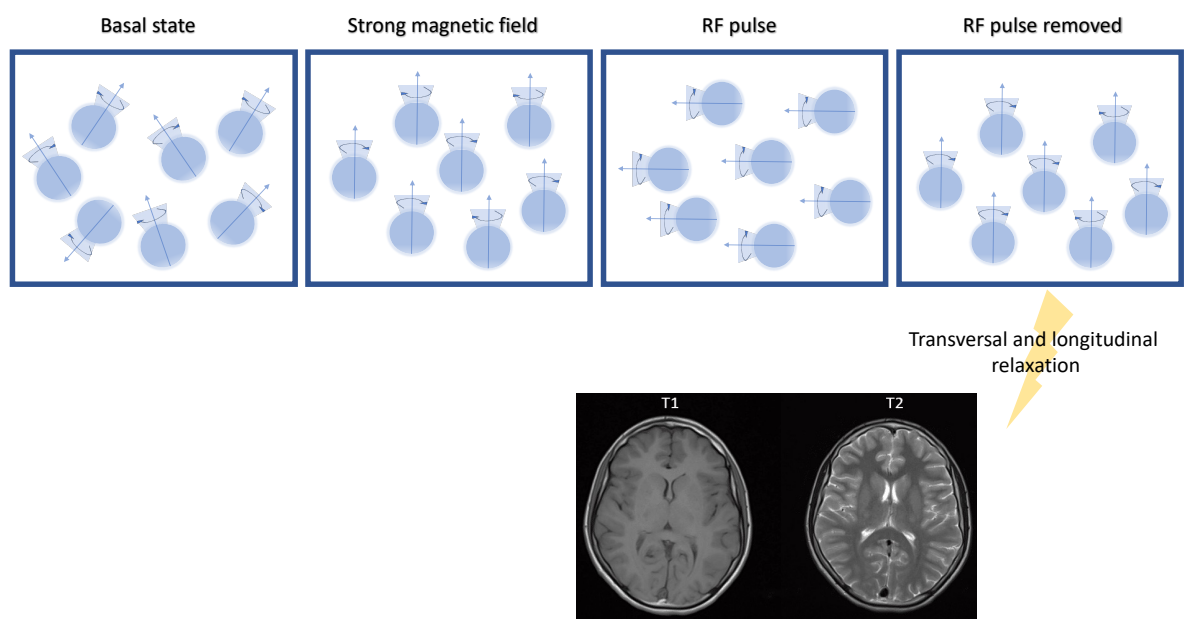 Basal state
Strong magnetic field
RF pulse
RF pulse removed
Transversal and longitudinal
relaxation
T1
T2